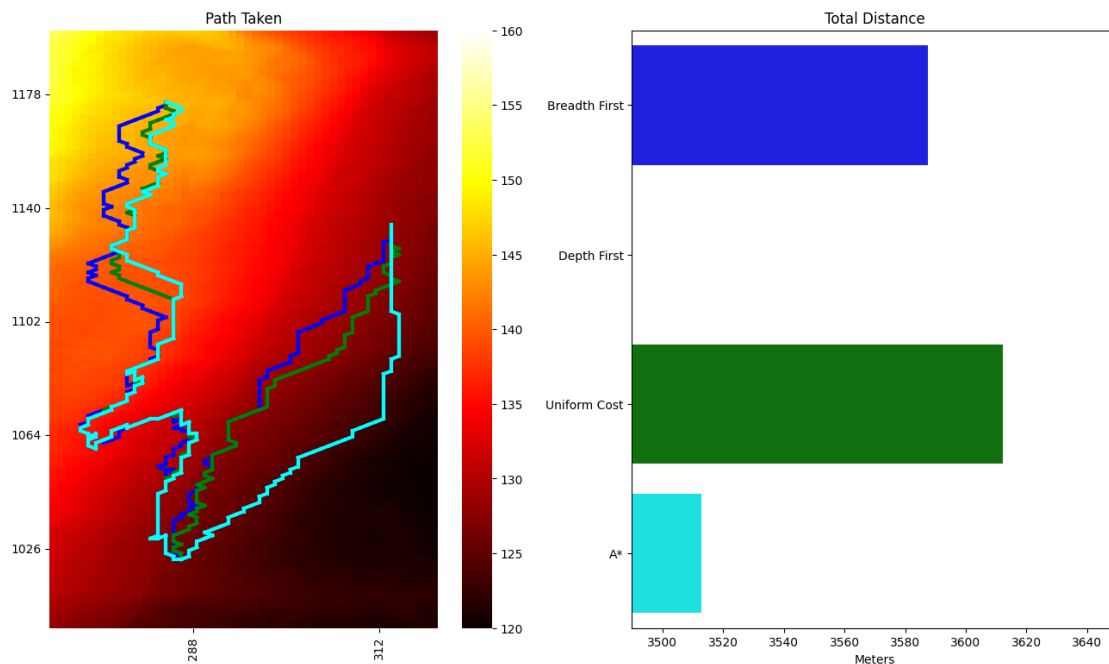 Path Taken
1178
1140
1102
1064
1026
288
312
160
155
150
145
140
135
130
125
120
Total Distance
Breadth First
Depth First
Uniform Cost
A*
3500 3520 3540 3560 3580 3600 3620 3640
Meters